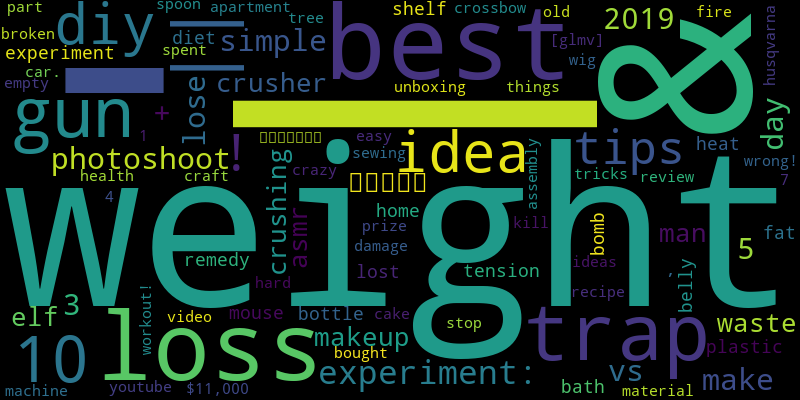 part
spoon apartment
shelf crossbow old
2019 fire
broken
diy
diet simple
tree
best
[glmv]
&
husqvarna
experiment
spent
wig
car.
empty
gun
lose
crusher
unboxing things
+
1
!
easy
idea
tips heat
day
photoshoot
crushing
sewing
assembly
wrong!
health craft
crazy
tricks review
7
4
weight
asmr
home
prize
kill
bomb
man
fat
damage
5
remedy
lost
tension
ideas
belly
hard
recipe
elf 3
workout!
video
mouse bottle cake
stop
trap
waste
10
loss
makeup
bought
plastic
experiment:
vs
make
machine
youtube $11,000
bath
material